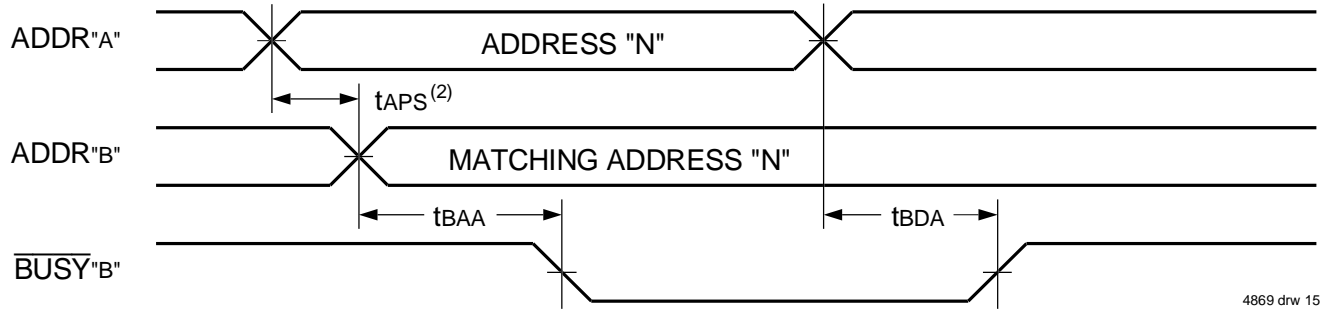 ADDR"A"
ADDRESS "N"
tAPS(2)
ADDR"B"
MATCHING ADDRESS "N"
tBAA
tBDA
BUSY"B"
4869 drw 15